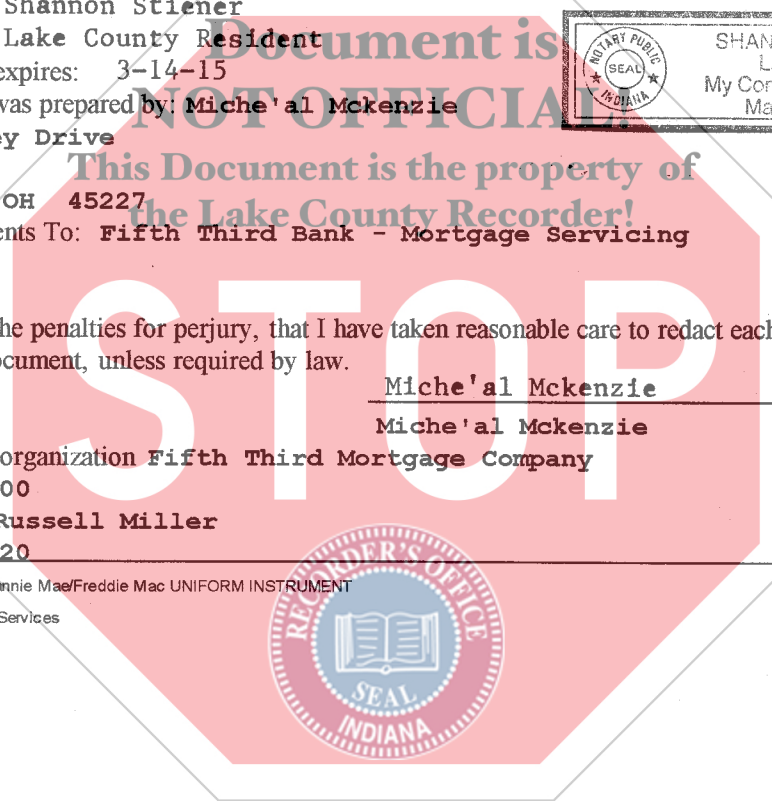 Shannon Stiener
Document is
Lake County Resident
expires: 3-14-15
NOT OFFICIAL!
was prepared by: Miche'al Mckenzie
ey Drive
This Document is the property of
OH 45227
the Lake County Recorder!
ents To: Fifth Third Bank - Mortgage Servicing
NOTARY PUBLIC
SEAL
INDIANA
SHAN
L
My Con
Ma
STOP
he penalties for perjury, that I have taken reasonable care to redact each
ocument, unless required by law.
Miche'al Mckenzie
Miche'al Mckenzie
organization Fifth Third Mortgage Company
00
Russell Miller
20
nnie Mae/Freddie Mac UNIFORM INSTRUMENT
Services
RECORDER'S OFFICE
SEAL
INDIANA